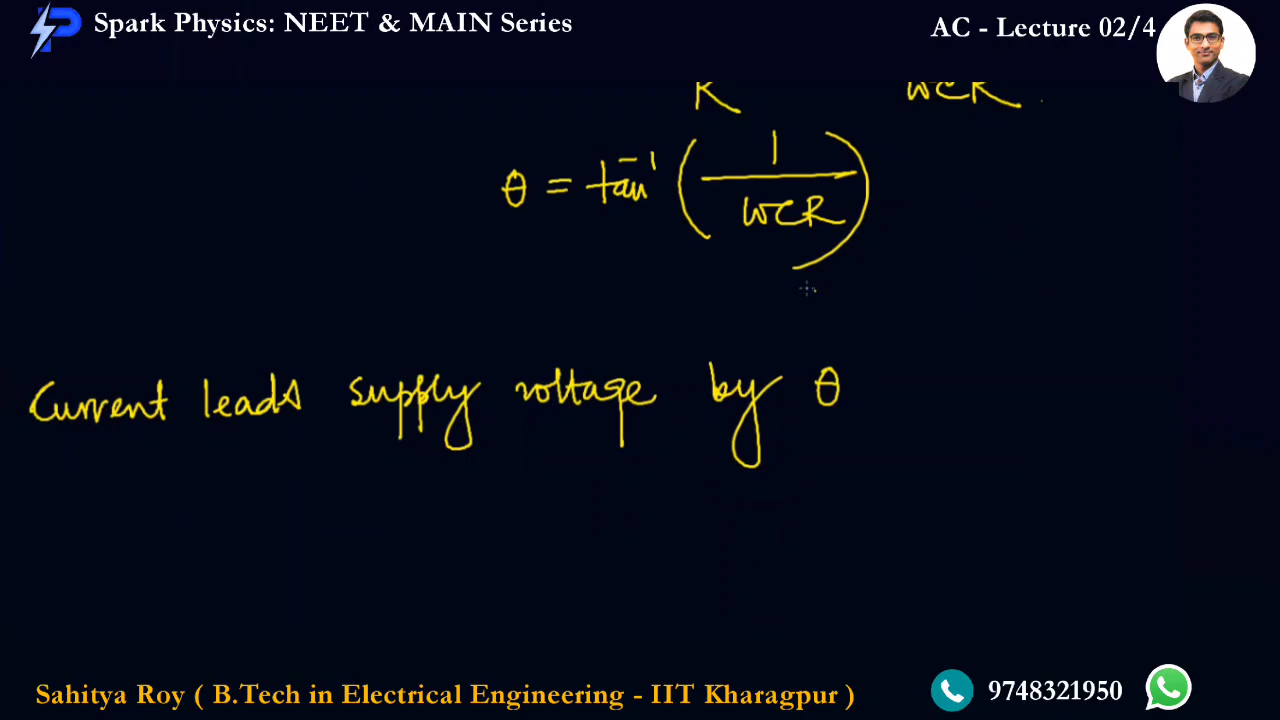 Spark Physics: NEET & MAIN Series
AC - Lecture 02/4
R ωCR
θ = tan⁻¹ (1/ωCR)
Current leads supply voltage by θ
Sahitya Roy ( B.Tech in Electrical Engineering - IIT Kharagpur )
9748321950